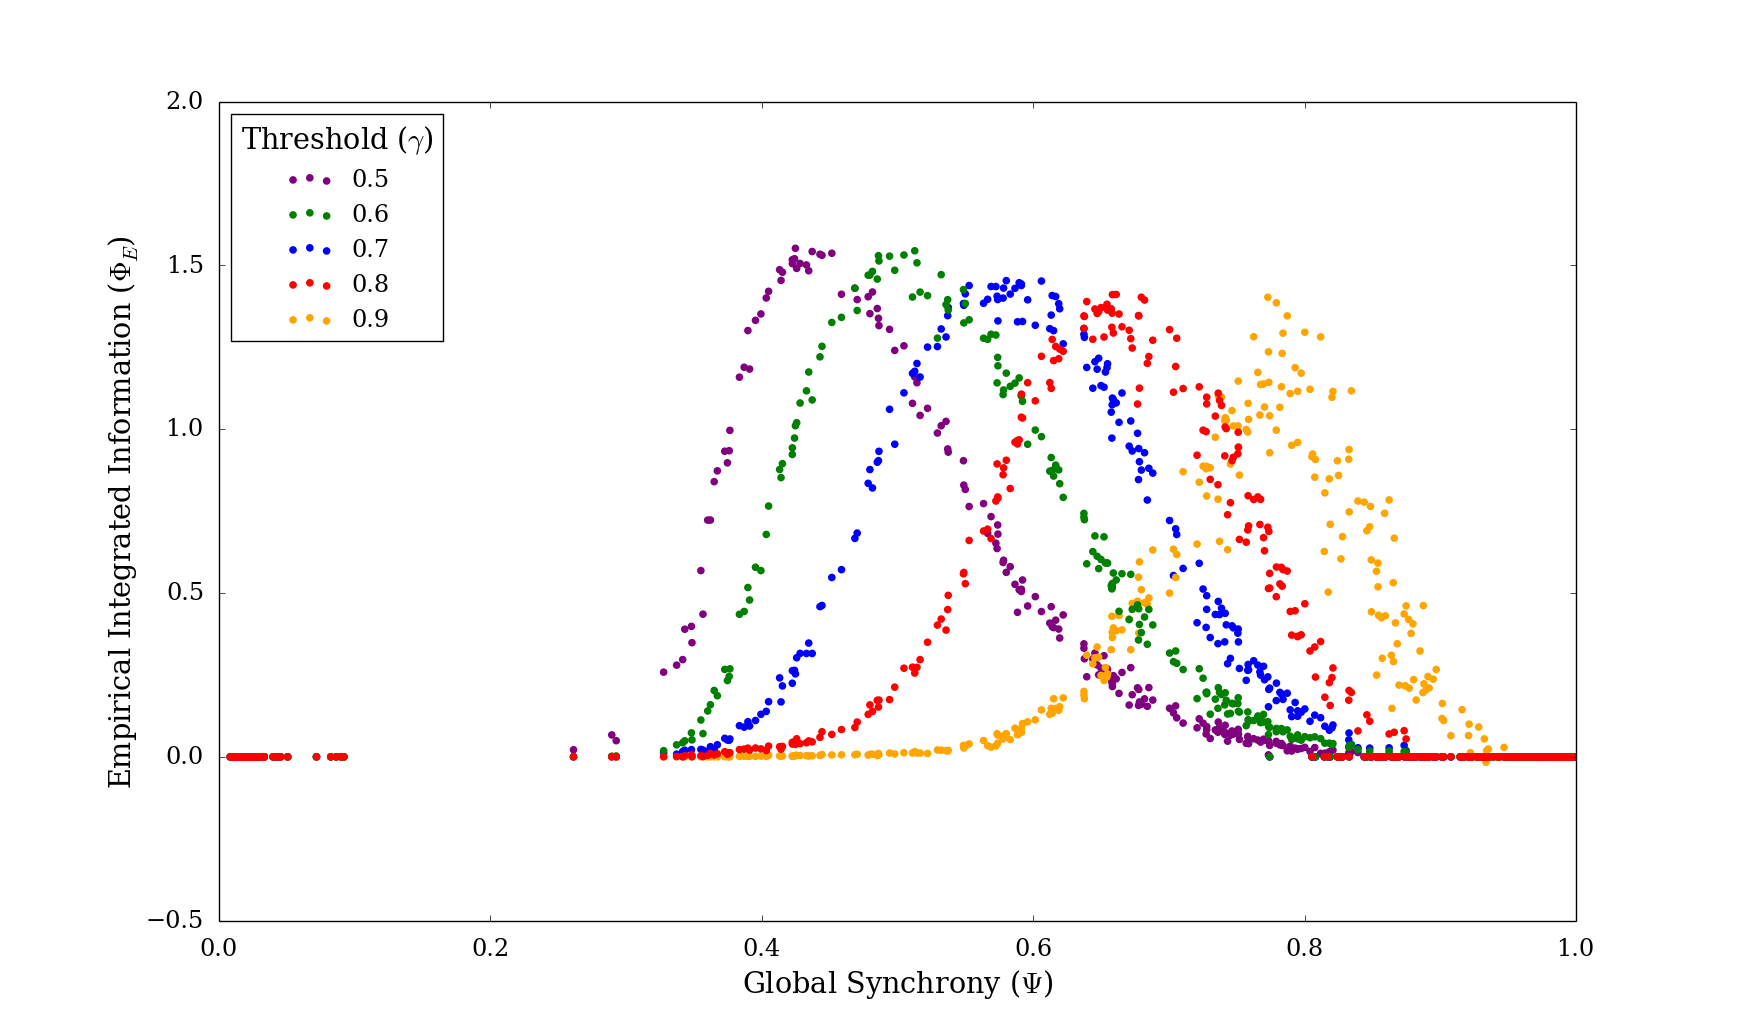 2.0
1.5
1.0
0.5
0.0
−0.5
Empirical Integrated Information (Φ_E)
Threshold (γ)
0.5
0.6
0.7
0.8
0.9
0.0 0.2 0.4 0.6 0.8 1.0
Global Synchrony (Ψ)